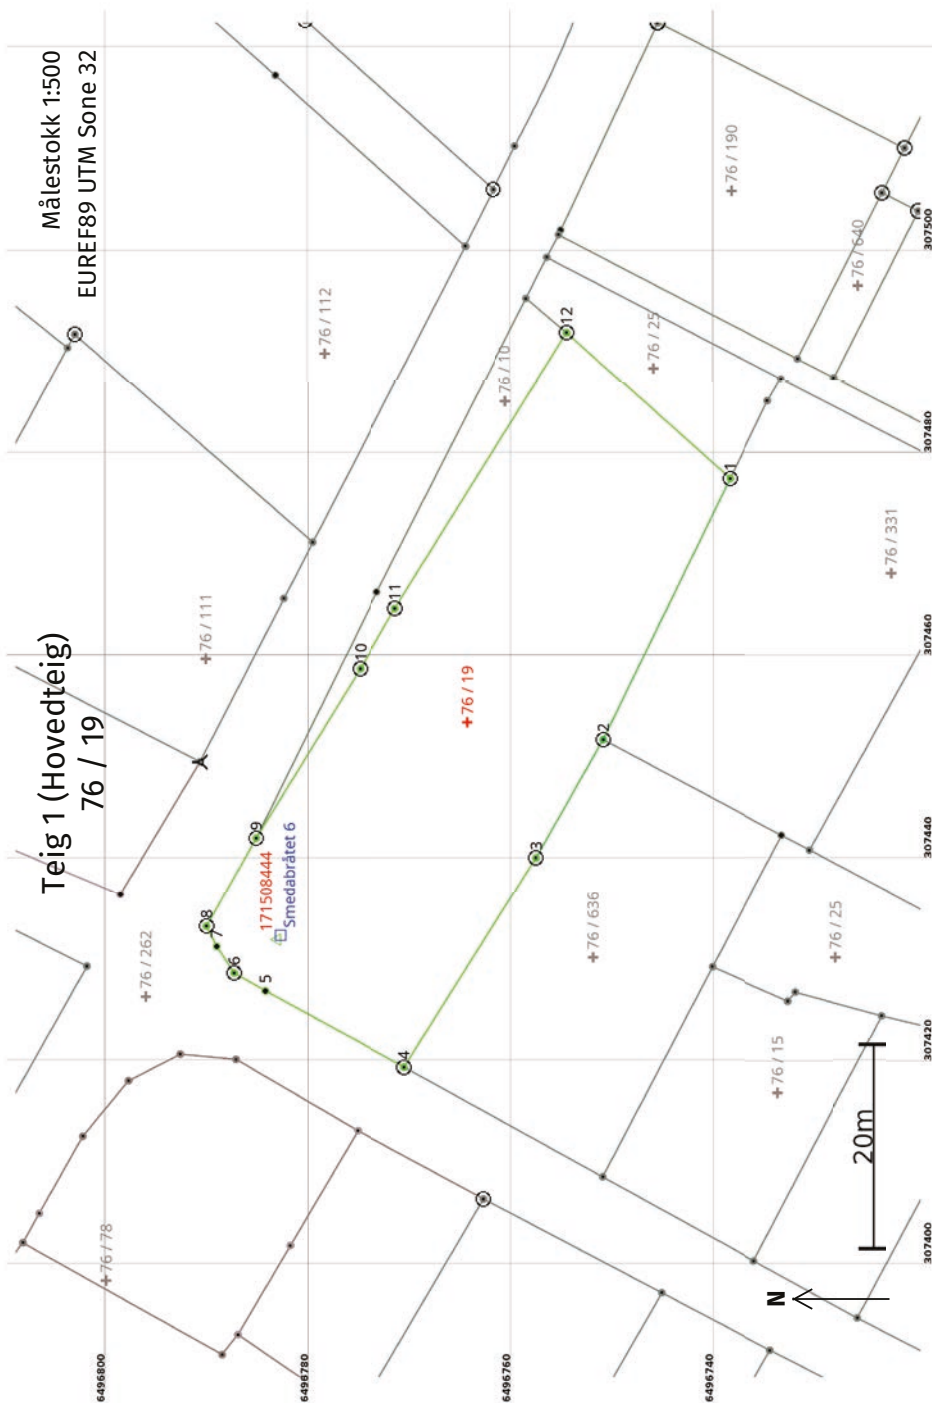 Teig 1 (Hovedteig)
76 / 19
Målestokk 1:500
EUREF89 UTM Sone 32
6496800
6496780
6496760
6496740
307400
307420
307440
307460
307480
307500
+76 / 78
+76 / 262
+76 / 111
+76 / 112
+76 / 10
+76 / 25
+76 / 190
+76 / 640
+76 / 331
+76 / 19
+76 / 636
+76 / 25
+76 / 15
171508444
Smedabråtet 6
1
2
3
4
5
6
7
8
9
10
11
12
A
20m
N